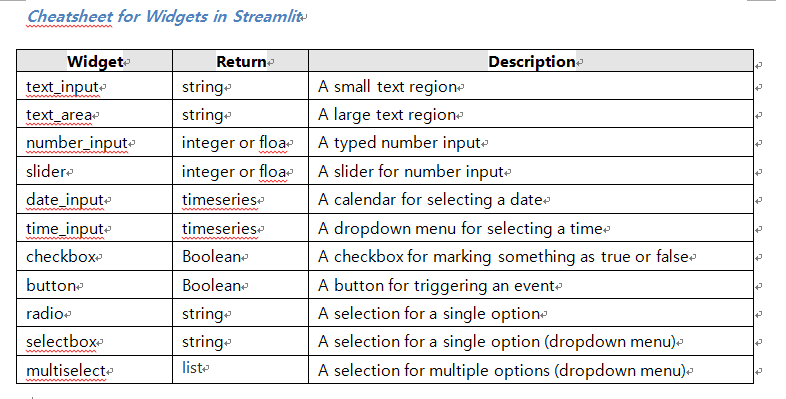 Cheatsheet for Widgets in Streamlit
Widget Return Description
text_input string A small text region
text_area string A large text region
number_input integer or floa A typed number input
slider integer or floa A slider for number input
date_input timeseries A calendar for selecting a date
time_input timeseries A dropdown menu for selecting a time
checkbox Boolean A checkbox for marking something as true or false
button Boolean A button for triggering an event
radio string A selection for a single option
selectbox string A selection for a single option (dropdown menu)
multiselect list A selection for multiple options (dropdown menu)